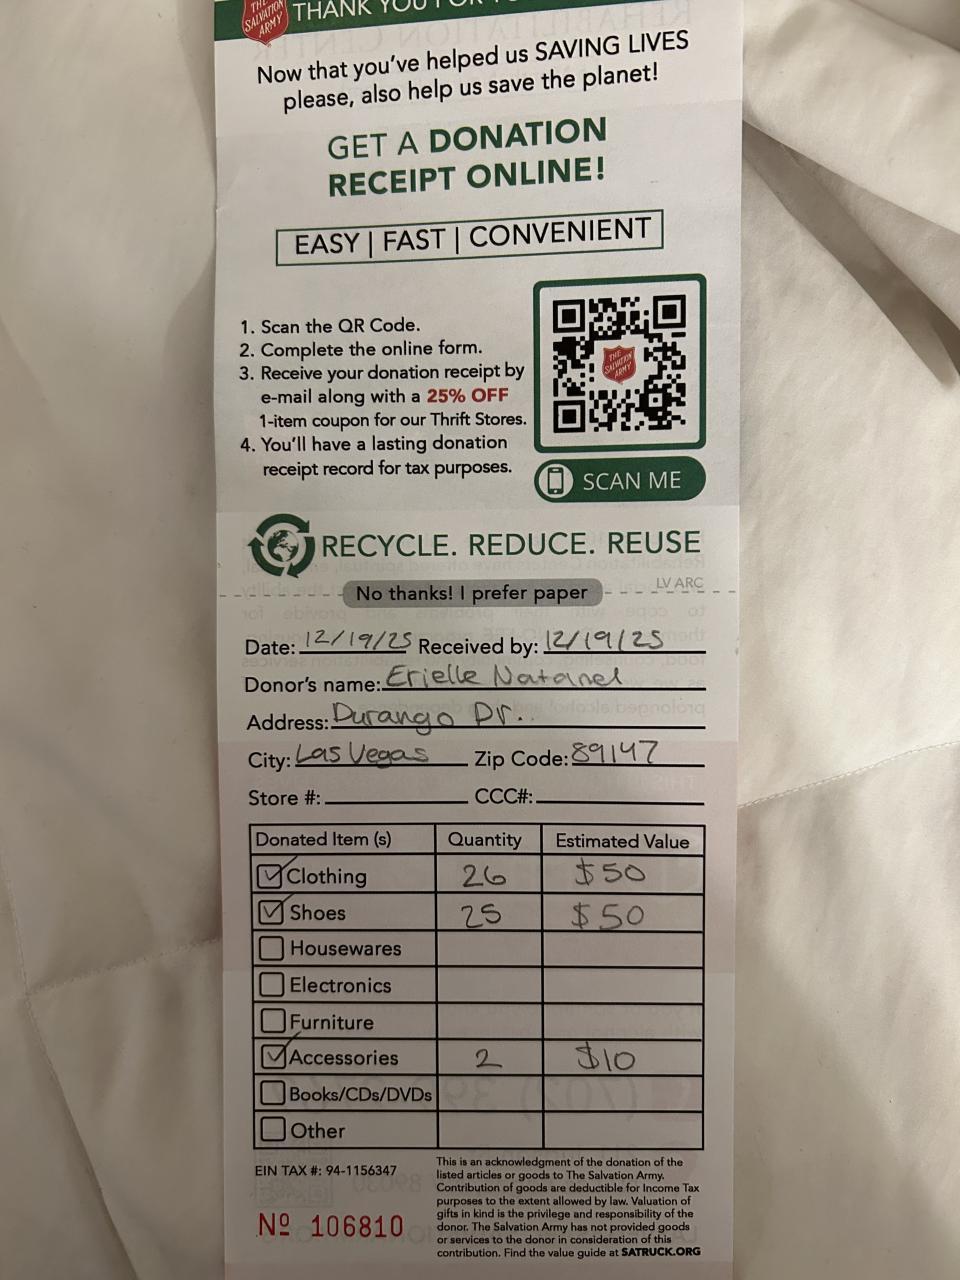 THE SALVATION ARMY
THANK YOU FOR
Now that you've helped us SAVING LIVES
please, also help us save the planet!
GET A DONATION
RECEIPT ONLINE!
EASY | FAST | CONVENIENT
1. Scan the QR Code.
2. Complete the online form.
3. Receive your donation receipt by
e-mail along with a 25% OFF
1-item coupon for our Thrift Stores.
4. You'll have a lasting donation
receipt record for tax purposes.
THE SALVATION ARMY
SCAN ME
RECYCLE. REDUCE. REUSE
LV ARC
No thanks! I prefer paper
Date: 12/19/25 Received by: 12/19/25
Donor's name: Erielle Natanel
Address: Durango Dr..
City: Las Vegas Zip Code: 89147
Store #: CCC#:
Donated Item (s) Quantity Estimated Value
Clothing 26 $50
Shoes 25 $50
Housewares
Electronics
Furniture
Accessories 2 $10
Books/CDs/DVDs
Other
EIN TAX #: 94-1156347
Nº 106810
This is an acknowledgment of the donation of the
listed articles or goods to The Salvation Army.
Contribution of goods are deductible for Income Tax
purposes to the extent allowed by law. Valuation of
gifts in kind is the privilege and responsibility of the
donor. The Salvation Army has not provided goods
or services to the donor in consideration of this
contribution. Find the value guide at SATRUCK.ORG